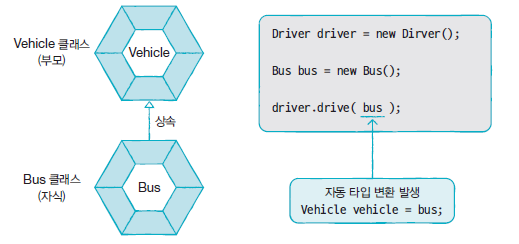 Vehicle 클래스
(부모)
Vehicle
상속
Bus 클래스
(자식)
Bus
Driver driver = new Dirver();
Bus bus = new Bus();
driver.drive( bus );
자동 타입 변환 발생
Vehicle vehicle = bus;